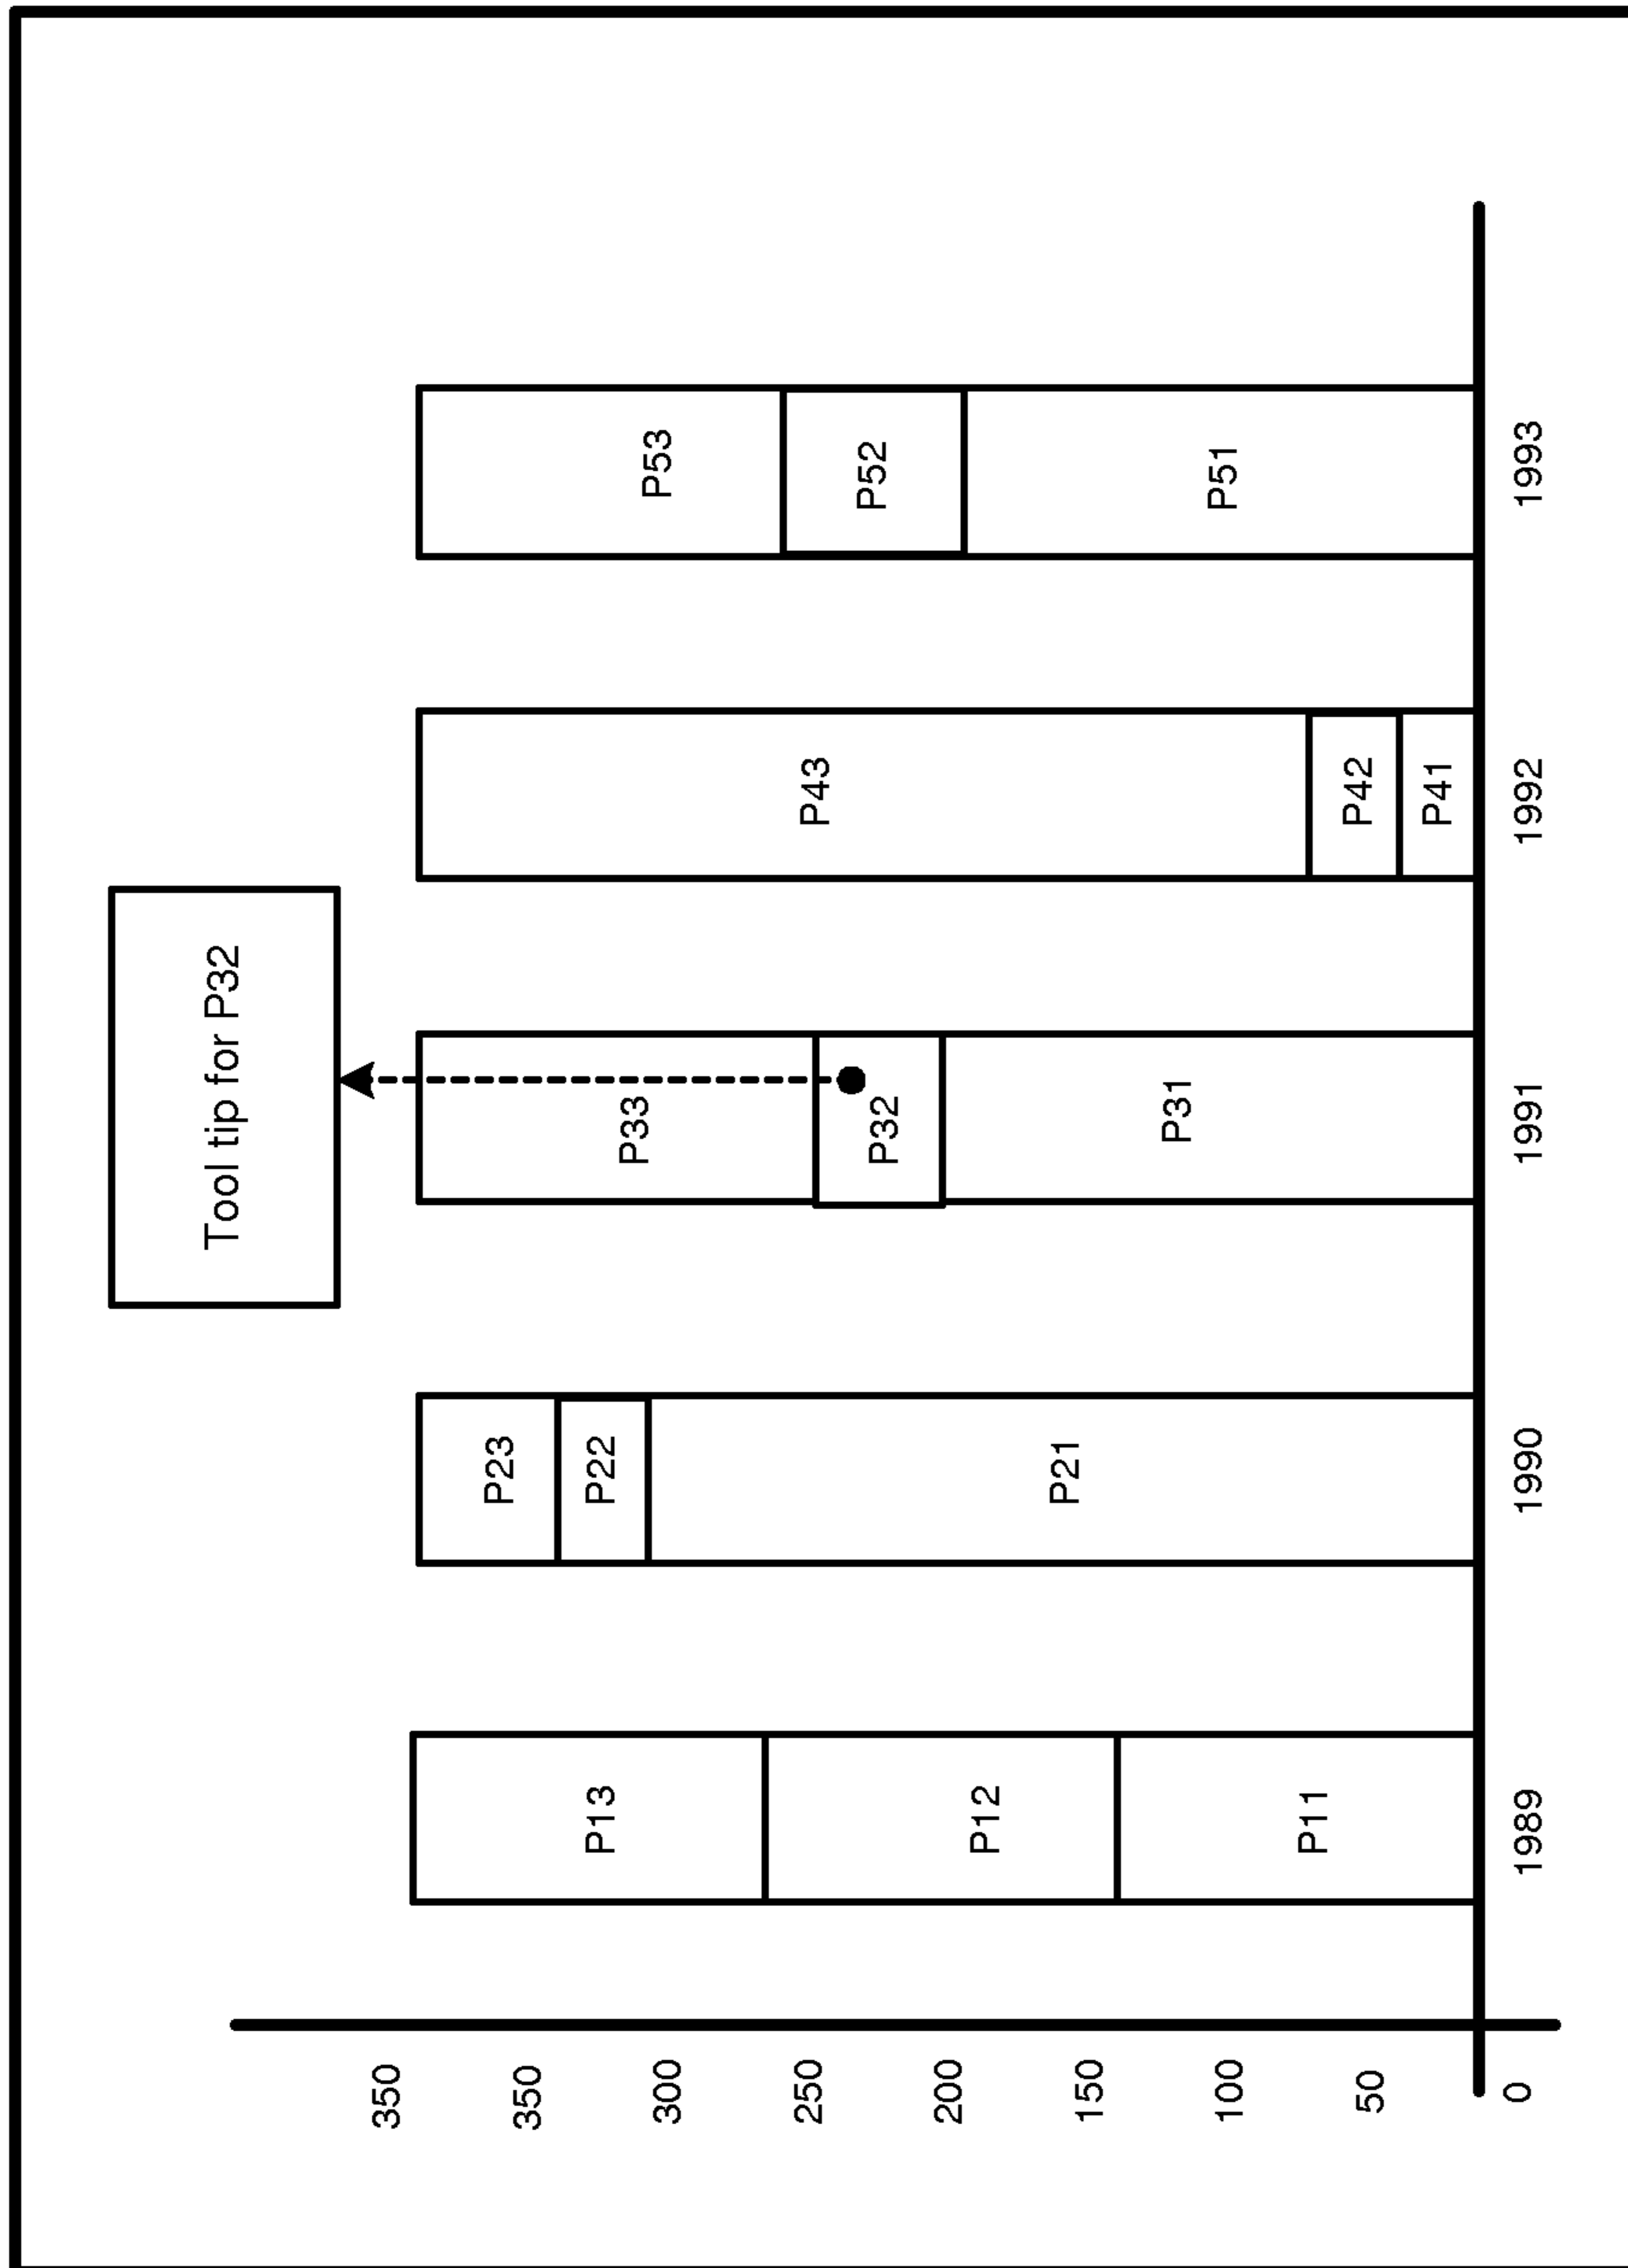 Tool tip for P32
350
350
300
250
200
150
100
50
0
P13
P12
P11
P23
P22
P21
P33
P32
P31
P43
P42
P41
P53
P52
P51
1989
1990
1991
1992
1993